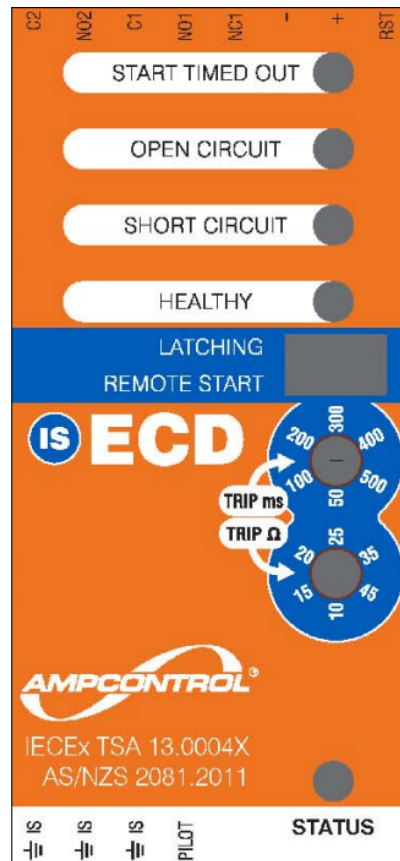 C2 NO2 C1 NO1 NC1 - + RST
START TIMED OUT
OPEN CIRCUIT
SHORT CIRCUIT
HEALTHY
LATCHING
REMOTE START
IS ECD
50 100 200 300 400 500
TRIP ms
TRIP Ω
10 15 20 25 35 45
AMPCONTROL®
IECEx TSA 13.0004X
AS/NZS 2081.2011
IS IS IS PILOT
STATUS